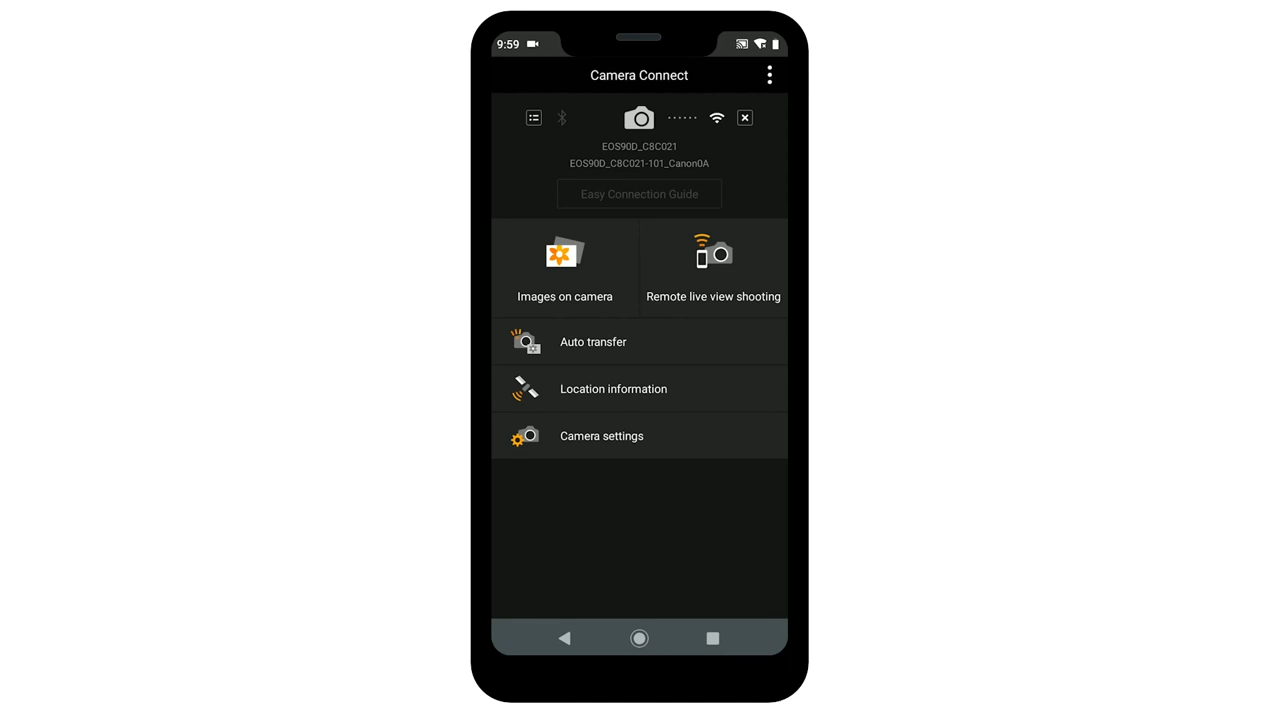 9:59
Camera Connect
EOS90D_C8C021
EOS90D_C8C021-101_Canon0A
Easy Connection Guide
Images on camera
Remote live view shooting
Auto transfer
Location information
Camera settings